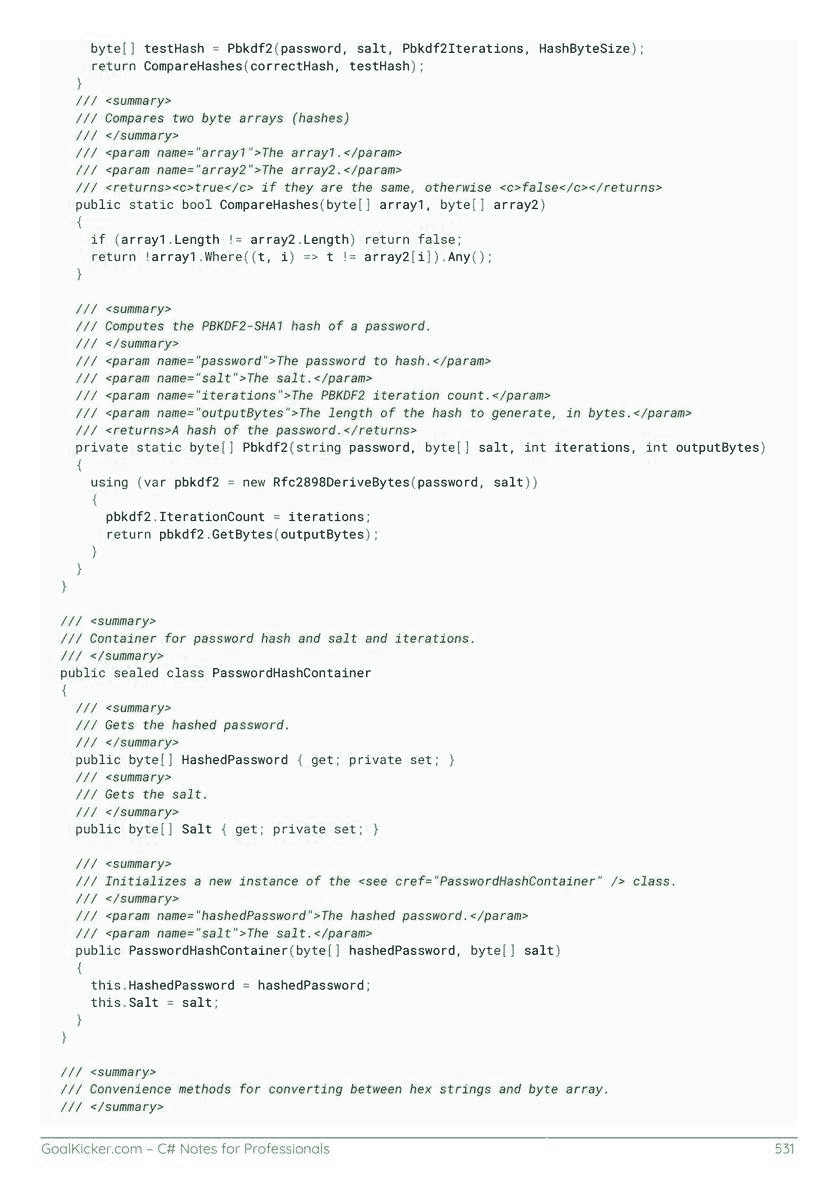 byte[] testHash = Pbkdf2(password, salt, Pbkdf2Iterations, HashByteSize);
return CompareHashes(correctHash, testHash);
}
/// <summary>
/// Compares two byte arrays (hashes)
/// </summary>
/// <param name="array1">The array1.</param>
/// <param name="array2">The array2.</param>
/// <returns><c>true</c> if they are the same, otherwise <c>false</c></returns>
public static bool CompareHashes(byte[] array1, byte[] array2)
{
if (array1.Length != array2.Length) return false;
return !array1.Where((t, i) => t != array2[i]).Any();
}
/// <summary>
/// Computes the PBKDF2-SHA1 hash of a password.
/// </summary>
/// <param name="password">The password to hash.</param>
/// <param name="salt">The salt.</param>
/// <param name="iterations">The PBKDF2 iteration count.</param>
/// <param name="outputBytes">The length of the hash to generate, in bytes.</param>
/// <returns>A hash of the password.</returns>
private static byte[] Pbkdf2(string password, byte[] salt, int iterations, int outputBytes)
{
using (var pbkdf2 = new Rfc2898DeriveBytes(password, salt))
{
pbkdf2.IterationCount = iterations;
return pbkdf2.GetBytes(outputBytes);
}
}
}
/// <summary>
/// Container for password hash and salt and iterations.
/// </summary>
public sealed class PasswordHashContainer
{
/// <summary>
/// Gets the hashed password.
/// </summary>
public byte[] HashedPassword { get; private set; }
/// <summary>
/// Gets the salt.
/// </summary>
public byte[] Salt { get; private set; }
/// <summary>
/// Initializes a new instance of the <see cref="PasswordHashContainer" /> class.
/// </summary>
/// <param name="hashedPassword">The hashed password.</param>
/// <param name="salt">The salt.</param>
public PasswordHashContainer(byte[] hashedPassword, byte[] salt)
{
this.HashedPassword = hashedPassword;
this.Salt = salt;
}
}
/// <summary>
/// Convenience methods for converting between hex strings and byte array.
/// </summary>
GoalKicker.com – C# Notes for Professionals 531